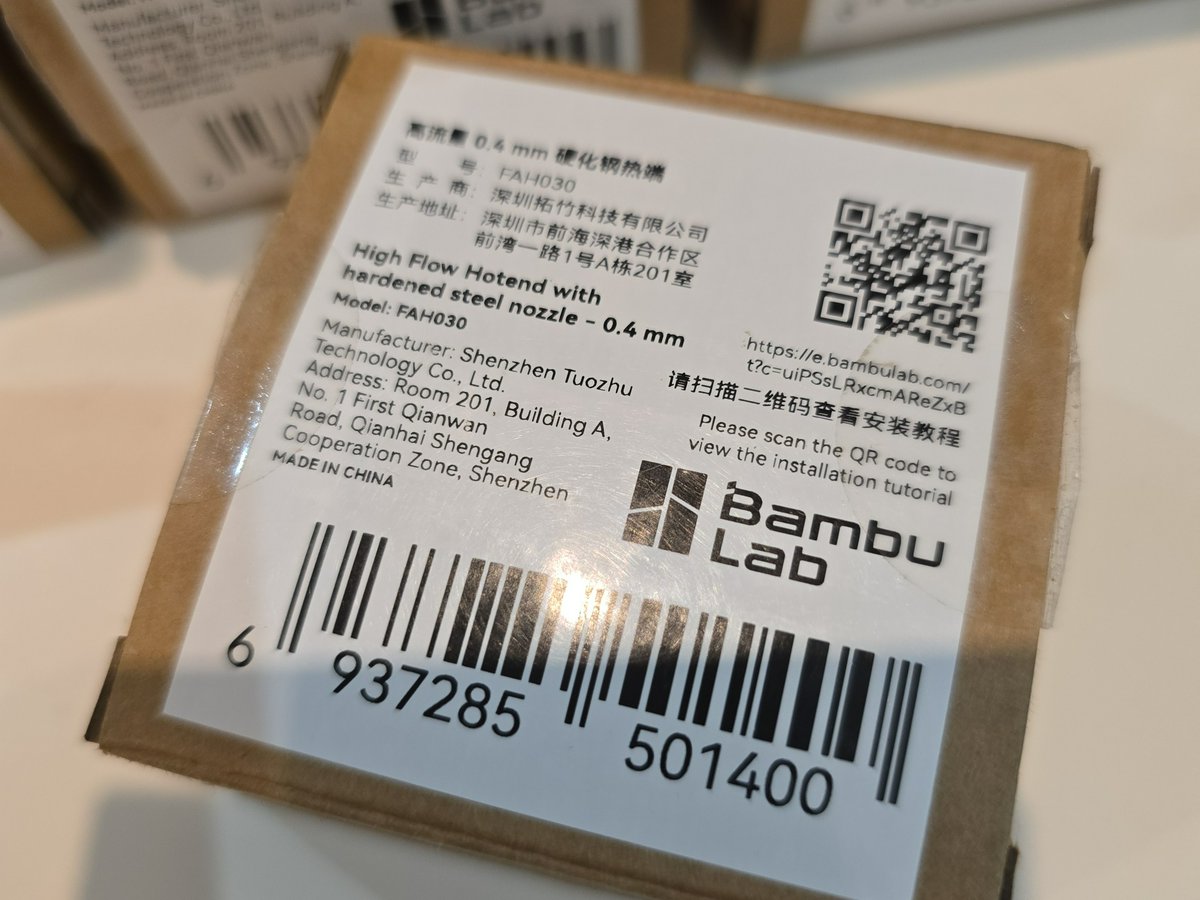 Technology Co., Ltd.
Bambu
Lab
高流量 0.4 mm 硬化钢热端
型 号: FAH030
生 产 商: 深圳拓竹科技有限公司
生产地址: 深圳市前海深港合作区
前湾一路1号A栋201室
High Flow Hotend with
hardened steel nozzle - 0.4 mm
Model: FAH030
Manufacturer: Shenzhen Tuozhu
Technology Co., Ltd.
Address: Room 201, Building A,
No. 1 First Qianwan
Road, Qianhai Shengang
Cooperation Zone, Shenzhen
MADE IN CHINA
https://e.bambulab.com/
t?c=uiPSsLRxcmAReZxB
请扫描二维码查看安装教程
Please scan the QR code to
view the installation tutorial
Bambu
Lab
6 937285 501400